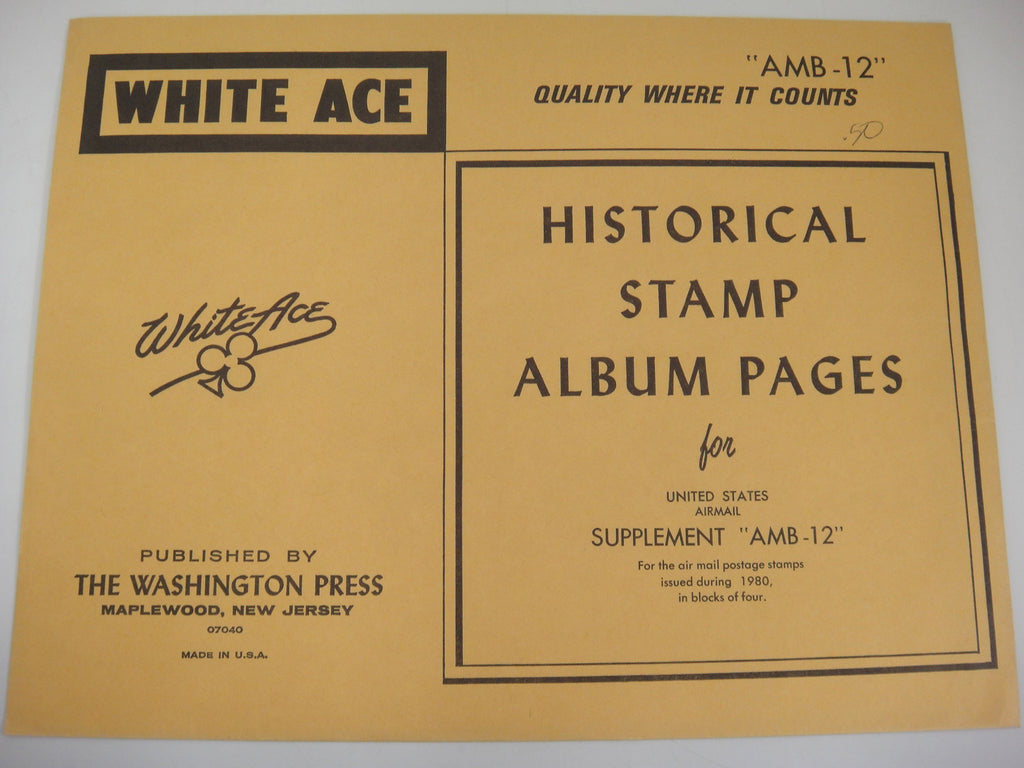 WHITE ACE
"AMB-12"
QUALITY WHERE IT COUNTS
.50
HISTORICAL
STAMP
ALBUM PAGES
for
UNITED STATES
AIRMAIL
SUPPLEMENT "AMB-12"
For the air mail postage stamps
issued during 1980,
in blocks of four.
White Ace
PUBLISHED BY
THE WASHINGTON PRESS
MAPLEWOOD, NEW JERSEY
07040
MADE IN U.S.A.